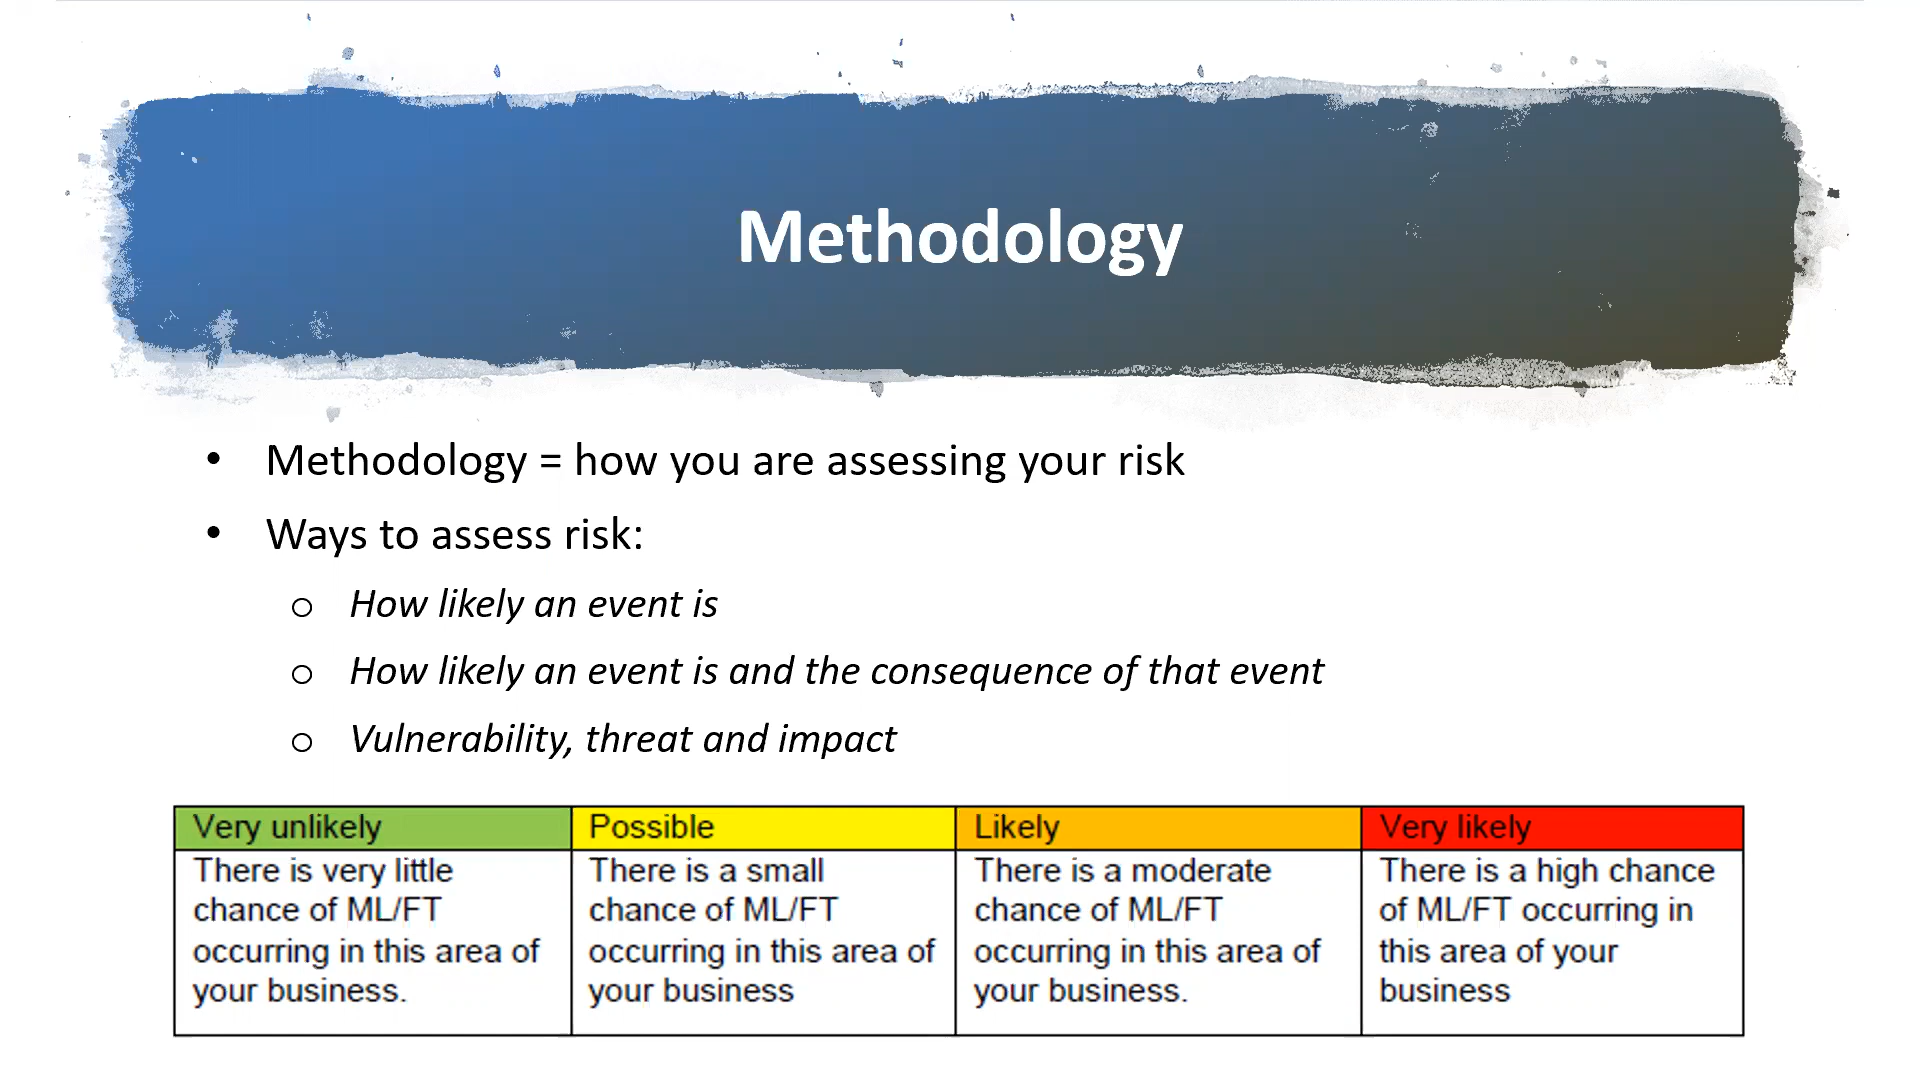 Methodology
• Methodology = how you are assessing your risk
• Ways to assess risk:
o How likely an event is
o How likely an event is and the consequence of that event
o Vulnerability, threat and impact
Very unlikely
There is very little
chance of ML/FT
occurring in this area of
your business.
Possible
There is a small
chance of ML/FT
occurring in this area of
your business
Likely
There is a moderate
chance of ML/FT
occurring in this area of
your business.
Very likely
There is a high chance
of ML/FT occurring in
this area of your
business